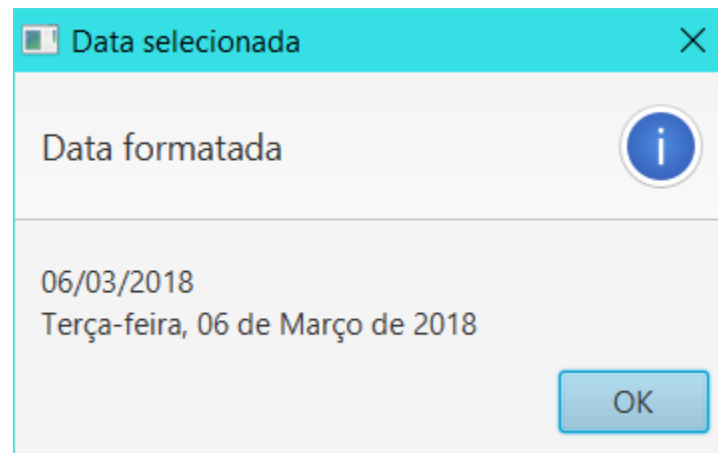 Data selecionada
Data formatada
i
06/03/2018
Terça-feira, 06 de Março de 2018
OK